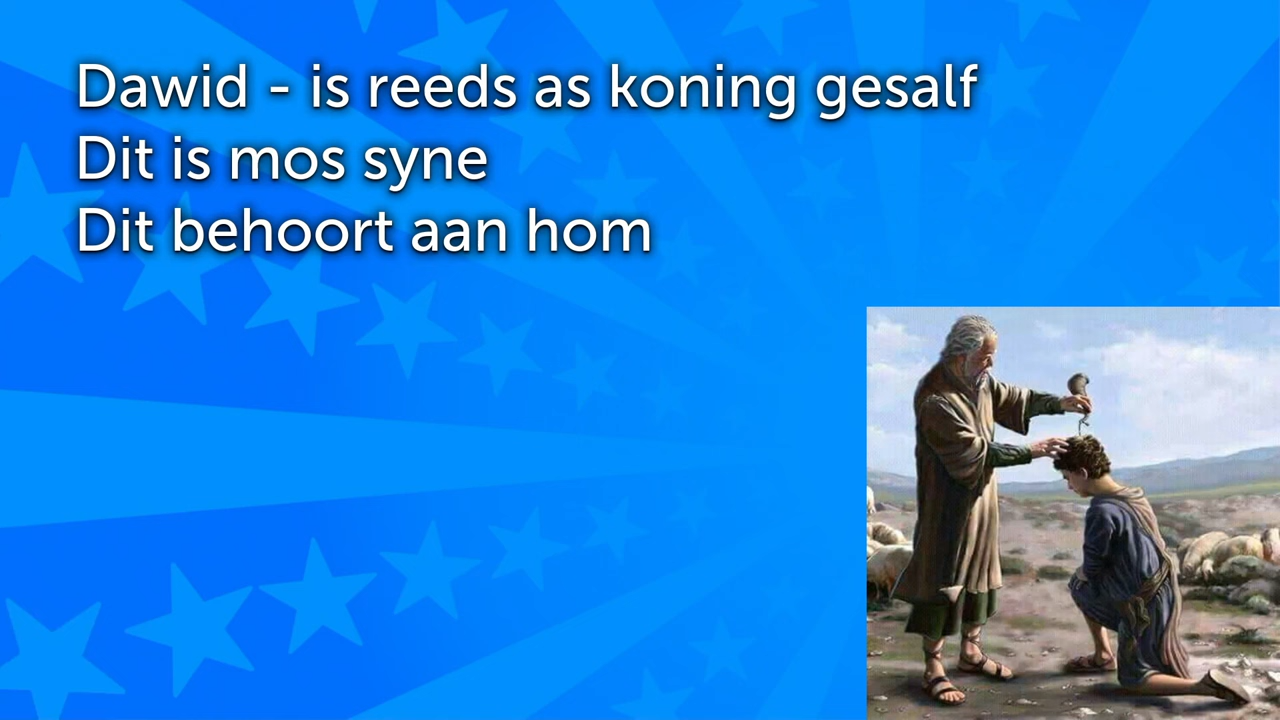 Dawid - is reeds as koning gesalf
Dit is mos syne
Dit behoort aan hom